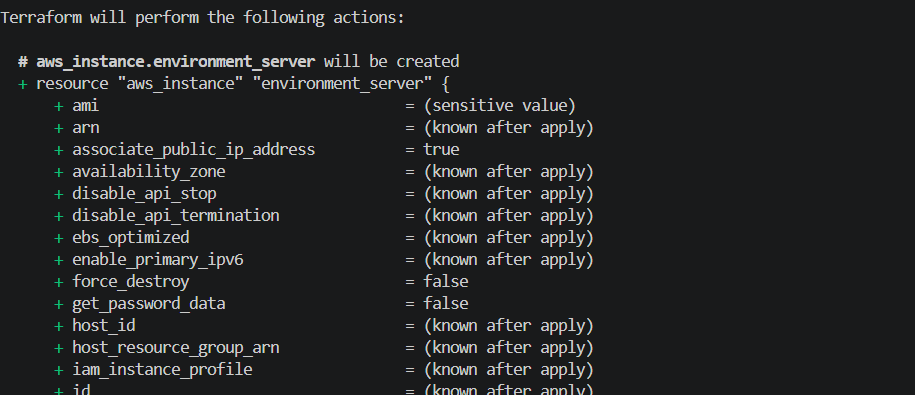 Terraform will perform the following actions:
# aws_instance.environment_server will be created
+ resource "aws_instance" "environment_server" {
+ ami = (sensitive value)
+ arn = (known after apply)
+ associate_public_ip_address = true
+ availability_zone = (known after apply)
+ disable_api_stop = (known after apply)
+ disable_api_termination = (known after apply)
+ ebs_optimized = (known after apply)
+ enable_primary_ipv6 = (known after apply)
+ force_destroy = false
+ get_password_data = false
+ host_id = (known after apply)
+ host_resource_group_arn = (known after apply)
+ iam_instance_profile = (known after apply)
+ id = (known after apply)